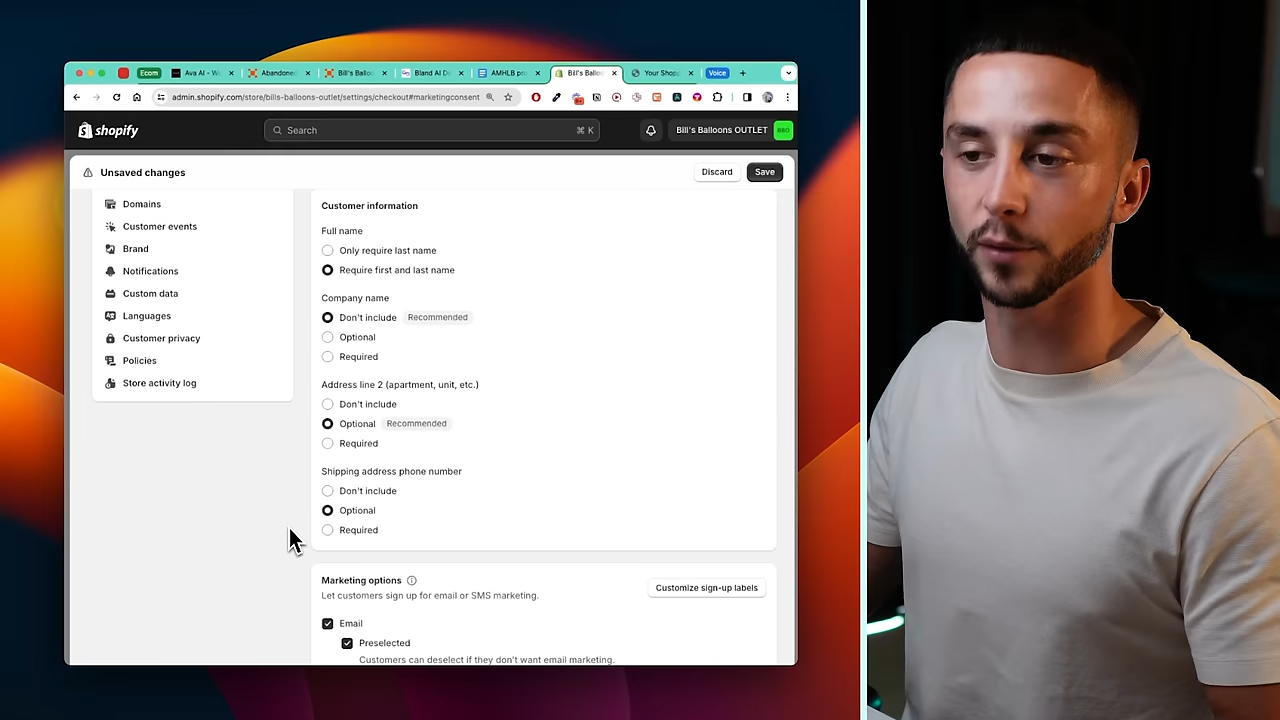 Ecom
Ava AI - W
Abandoned
Bill's Balloo
Bland AI D
AMHLB pro
Bill's Balloo
Your Shop
Voice
admin.shopify.com/store/bills-balloons-outlet/settings/checkout#marketingconsent
shopify
Search
⌘ K
Bill's Balloons OUTLET
BBO
Unsaved changes
Discard
Save
Domains
Customer events
Brand
Notifications
Custom data
Languages
Customer privacy
Policies
Store activity log
Customer information
Full name
Only require last name
Require first and last name
Company name
Don't include Recommended
Optional
Required
Address line 2 (apartment, unit, etc.)
Don't include
Optional Recommended
Required
Shipping address phone number
Don't include
Optional
Required
Marketing options
Let customers sign up for email or SMS marketing.
Customize sign-up labels
Email
Preselected
Customers can deselect if they don't want email marketing.